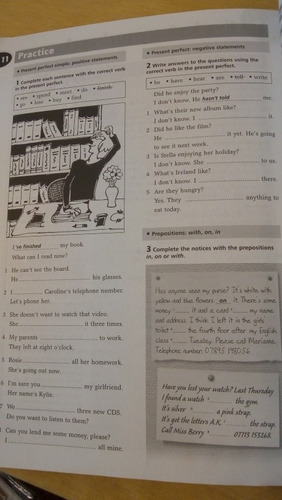 11 Practice
• Present perfect simple: positive statements
1 Complete each sentence with the correct verb
in the present perfect.
• see • spend • meet • do • finish
• go • lose • buy • find
I 've finished my book.
What can I read now?
1 He can't see the board.
He his glasses.
2 I Caroline's telephone number.
Let's phone her.
3 She doesn't want to watch that video.
She it three times.
4 My parents to work.
They left at eight o'clock.
5 Rosie all her homework.
She's going out now.
6 I'm sure you my girlfriend.
Her name's Kylie.
7 We three new CDS.
Do you want to listen to them?
Can you lend me some money, please?
I all mine.
• Present perfect: negative statements
2 Write answers to the questions using the
correct verb in the present perfect.
• be • have • hear • see • tell • write
Did he enjoy the party?
I don't know. He hasn't told me.
1 What's their new album like?
I don't know. I it.
2 Did he like the film?
He it yet. He's going
to see it next week.
3 Is Stella enjoying her holiday?
I don't know. She to us.
4 What's Ireland like?
I don't know. I there.
5 Are they hungry?
Yes. They anything to
eat today.
• Prepositions: with, on, in
3 Complete the notices with the prepositions
in, on or with.
Has anyone seen my purse? It's white with
yellow and blue flowers on it. There's some
money 1 it and a card 2 my name
and address. I think I left it in the girls'
toilet 3 the fourth floor after my English
class 4 Tuesday. Please call Marianne.
Telephone number: 07895 198056
Have you lost your watch? Last Thursday
I found a watch 5 the gym.
It's silver 6 a pink strap.
It's got the letters A.K. 7 the strap.
Call Miss Berry 8 07713 153268.